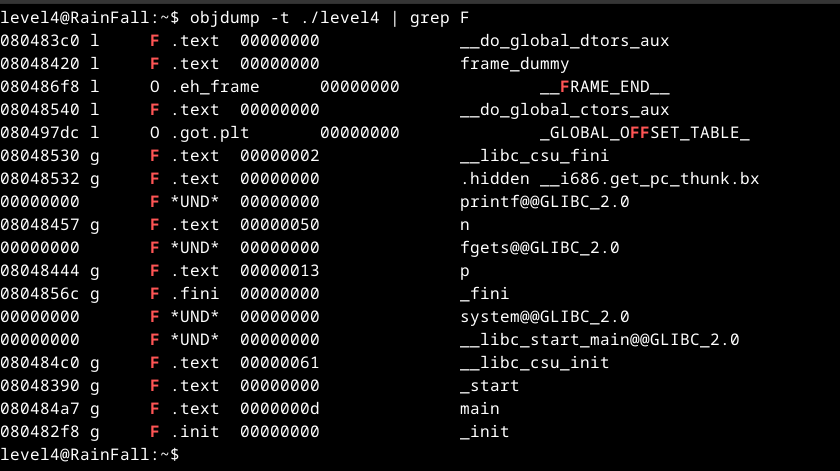 level4@RainFall:~$ objdump -t ./level4 | grep F
080483c0 l     F .text  00000000              __do_global_dtors_aux
08048420 l     F .text  00000000              frame_dummy
080486f8 l     O .eh_frame      00000000              __FRAME_END__
08048540 l     F .text  00000000              __do_global_ctors_aux
080497dc l     O .got.plt       00000000              _GLOBAL_OFFSET_TABLE_
08048530 g     F .text  00000002              __libc_csu_fini
08048532 g     F .text  00000000              .hidden __i686.get_pc_thunk.bx
00000000       F *UND*  00000000              printf@@GLIBC_2.0
08048457 g     F .text  00000050              n
00000000       F *UND*  00000000              fgets@@GLIBC_2.0
08048444 g     F .text  00000013              p
0804856c g     F .fini  00000000              _fini
00000000       F *UND*  00000000              system@@GLIBC_2.0
00000000       F *UND*  00000000              __libc_start_main@@GLIBC_2.0
080484c0 g     F .text  00000061              __libc_csu_init
08048390 g     F .text  00000000              _start
080484a7 g     F .text  0000000d              main
080482f8 g     F .init  00000000              _init
level4@RainFall:~$